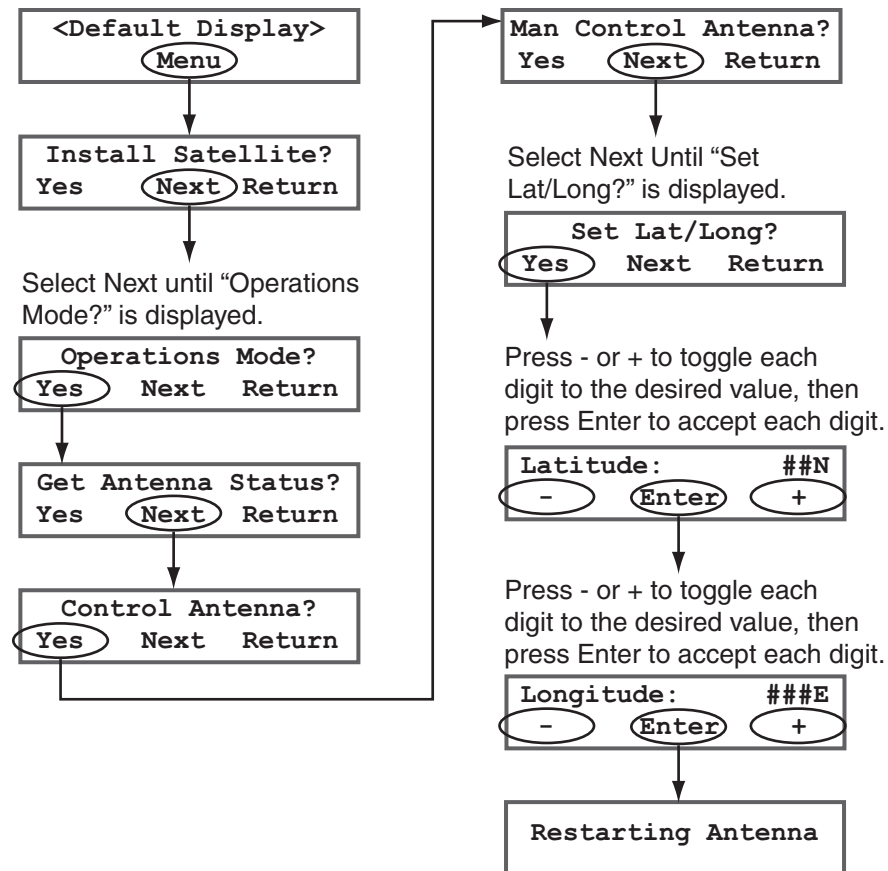 <Default Display>
Menu
Install Satellite?
Yes Next Return
Select Next until “Operations
Mode?” is displayed.
Operations Mode?
Yes Next Return
Get Antenna Status?
Yes Next Return
Control Antenna?
Yes Next Return
Man Control Antenna?
Yes Next Return
Select Next Until “Set
Lat/Long?” is displayed.
Set Lat/Long?
Yes Next Return
Press - or + to toggle each
digit to the desired value, then
press Enter to accept each digit.
Latitude: ##N
- Enter +
Press - or + to toggle each
digit to the desired value, then
press Enter to accept each digit.
Longitude: ###E
- Enter +
Restarting Antenna